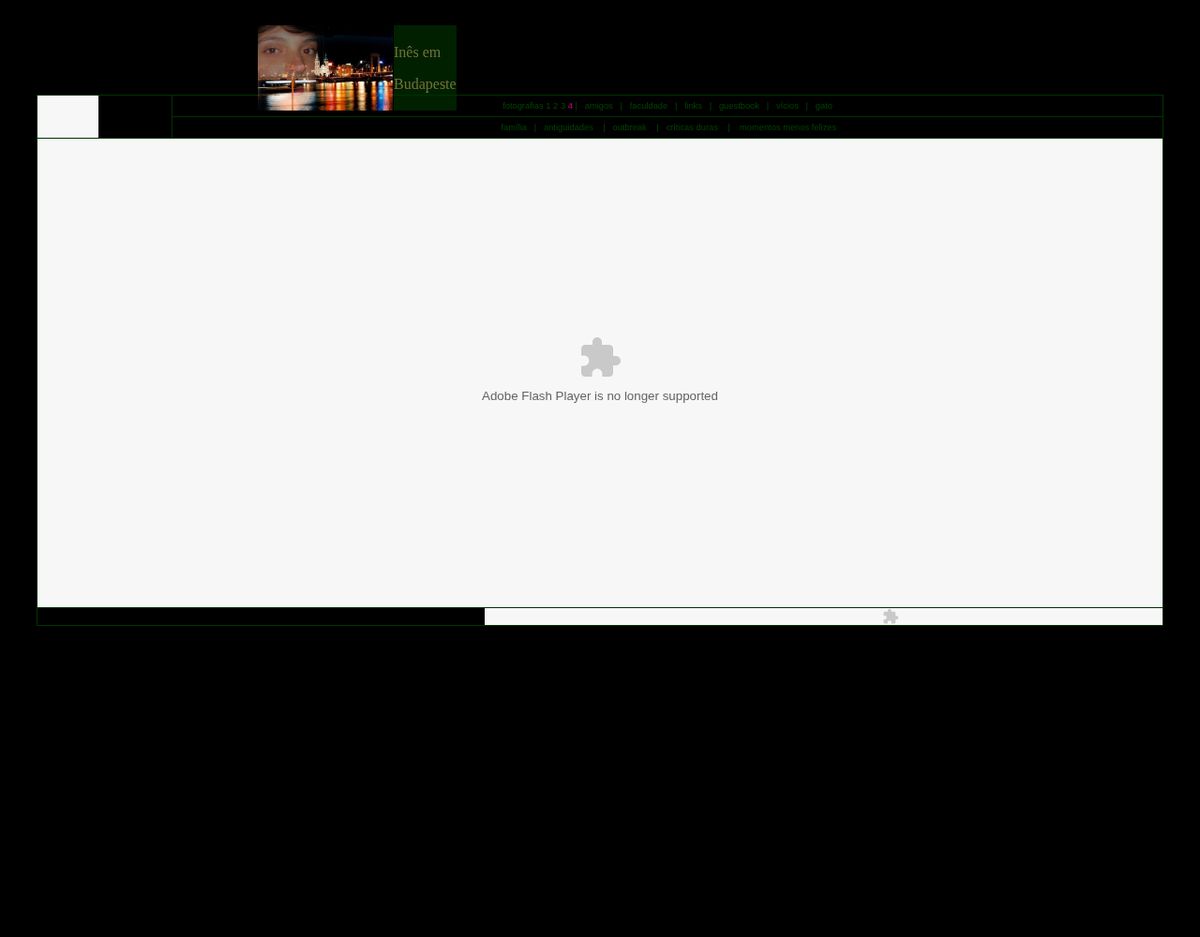 Inês em
Budapeste
fotografias 1 2 3 4 | amigos | faculdade | links | guestbook | vícios | gato
família | antiguidades | outbreak | críticas duras | momentos menos felizes
Adobe Flash Player is no longer supported